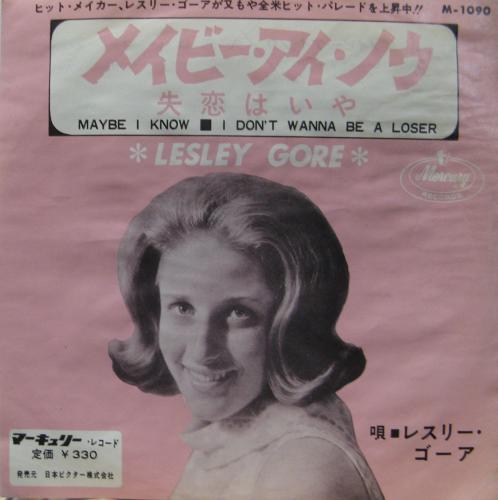 ヒット・メイカー、レスリー・ゴーアが又もや全米ヒット・パレードを上昇中!! M-1090
メイビー・アイ・ノウ
失恋はいや
MAYBE I KNOW ■ I DON'T WANNA BE A LOSER
*LESLEY GORE*
Mercury
RECORDS
唄■レスリー・
ゴーア
マーキュリー・レコード
定価 ¥330
発売元 日本ビクター株式会社